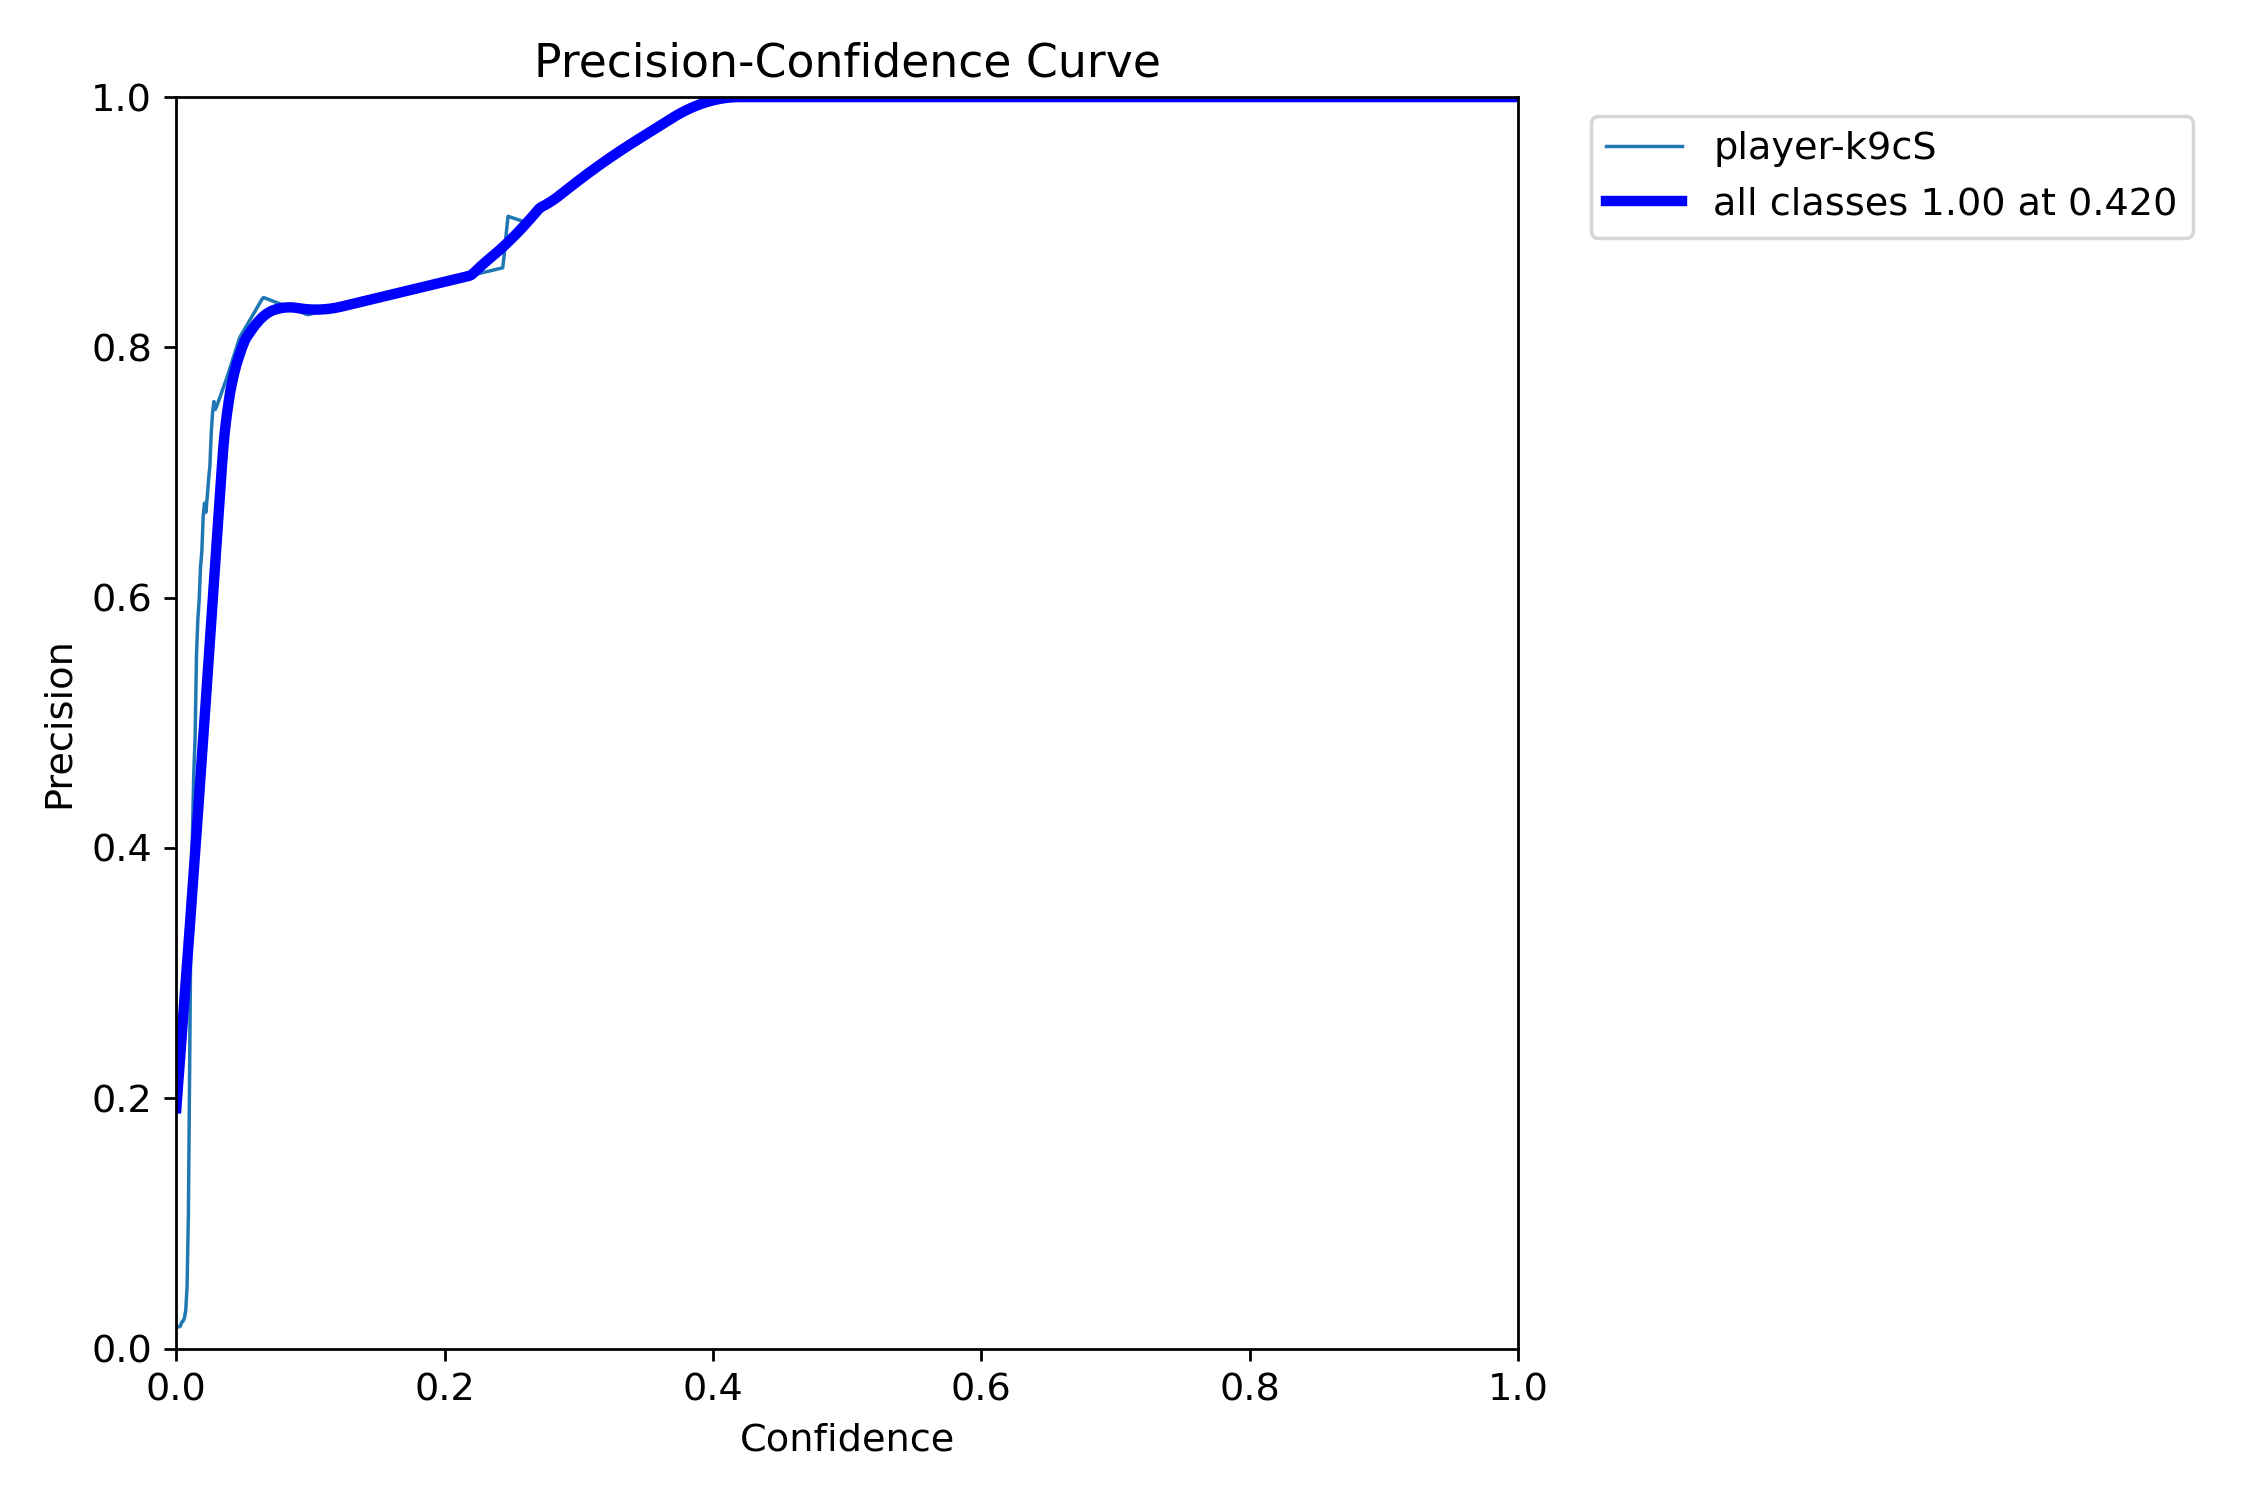 Precision-Confidence Curve
player-k9cS
all classes 1.00 at 0.420
Precision
1.0
0.8
0.6
0.4
0.2
0.0
0.0 0.2 0.4 0.6 0.8 1.0
Confidence